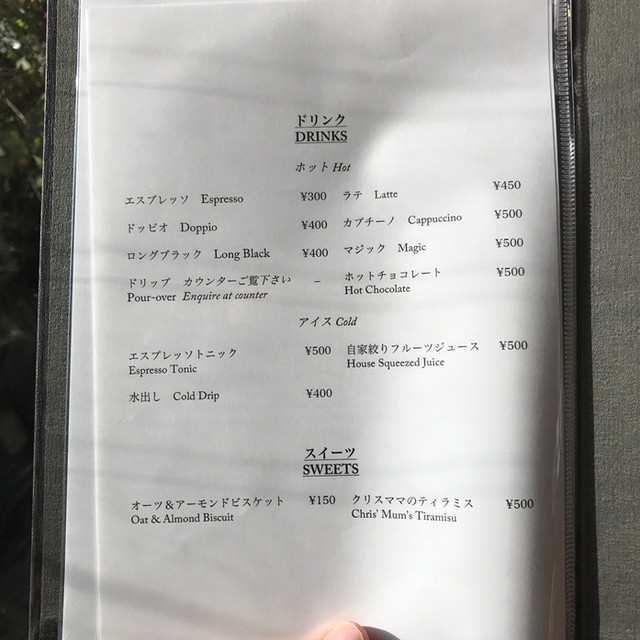 ドリンク
DRINKS
ホット Hot
エスプレッソ Espresso ¥300 ラテ Latte ¥450
ドッピオ Doppio ¥400 カプチーノ Cappuccino ¥500
ロングブラック Long Black ¥400 マジック Magic ¥500
ドリップ カウンターご覧下さい – ホットチョコレート ¥500
Pour-over Enquire at counter Hot Chocolate
アイス Cold
エスプレッソトニック ¥500 自家絞りフルーツジュース ¥500
Espresso Tonic House Squeezed Juice
水出し Cold Drip ¥400
スイーツ
SWEETS
オーツ&アーモンドビスケット ¥150 クリスママのティラミス ¥500
Oat & Almond Biscuit Chris' Mum's Tiramisu